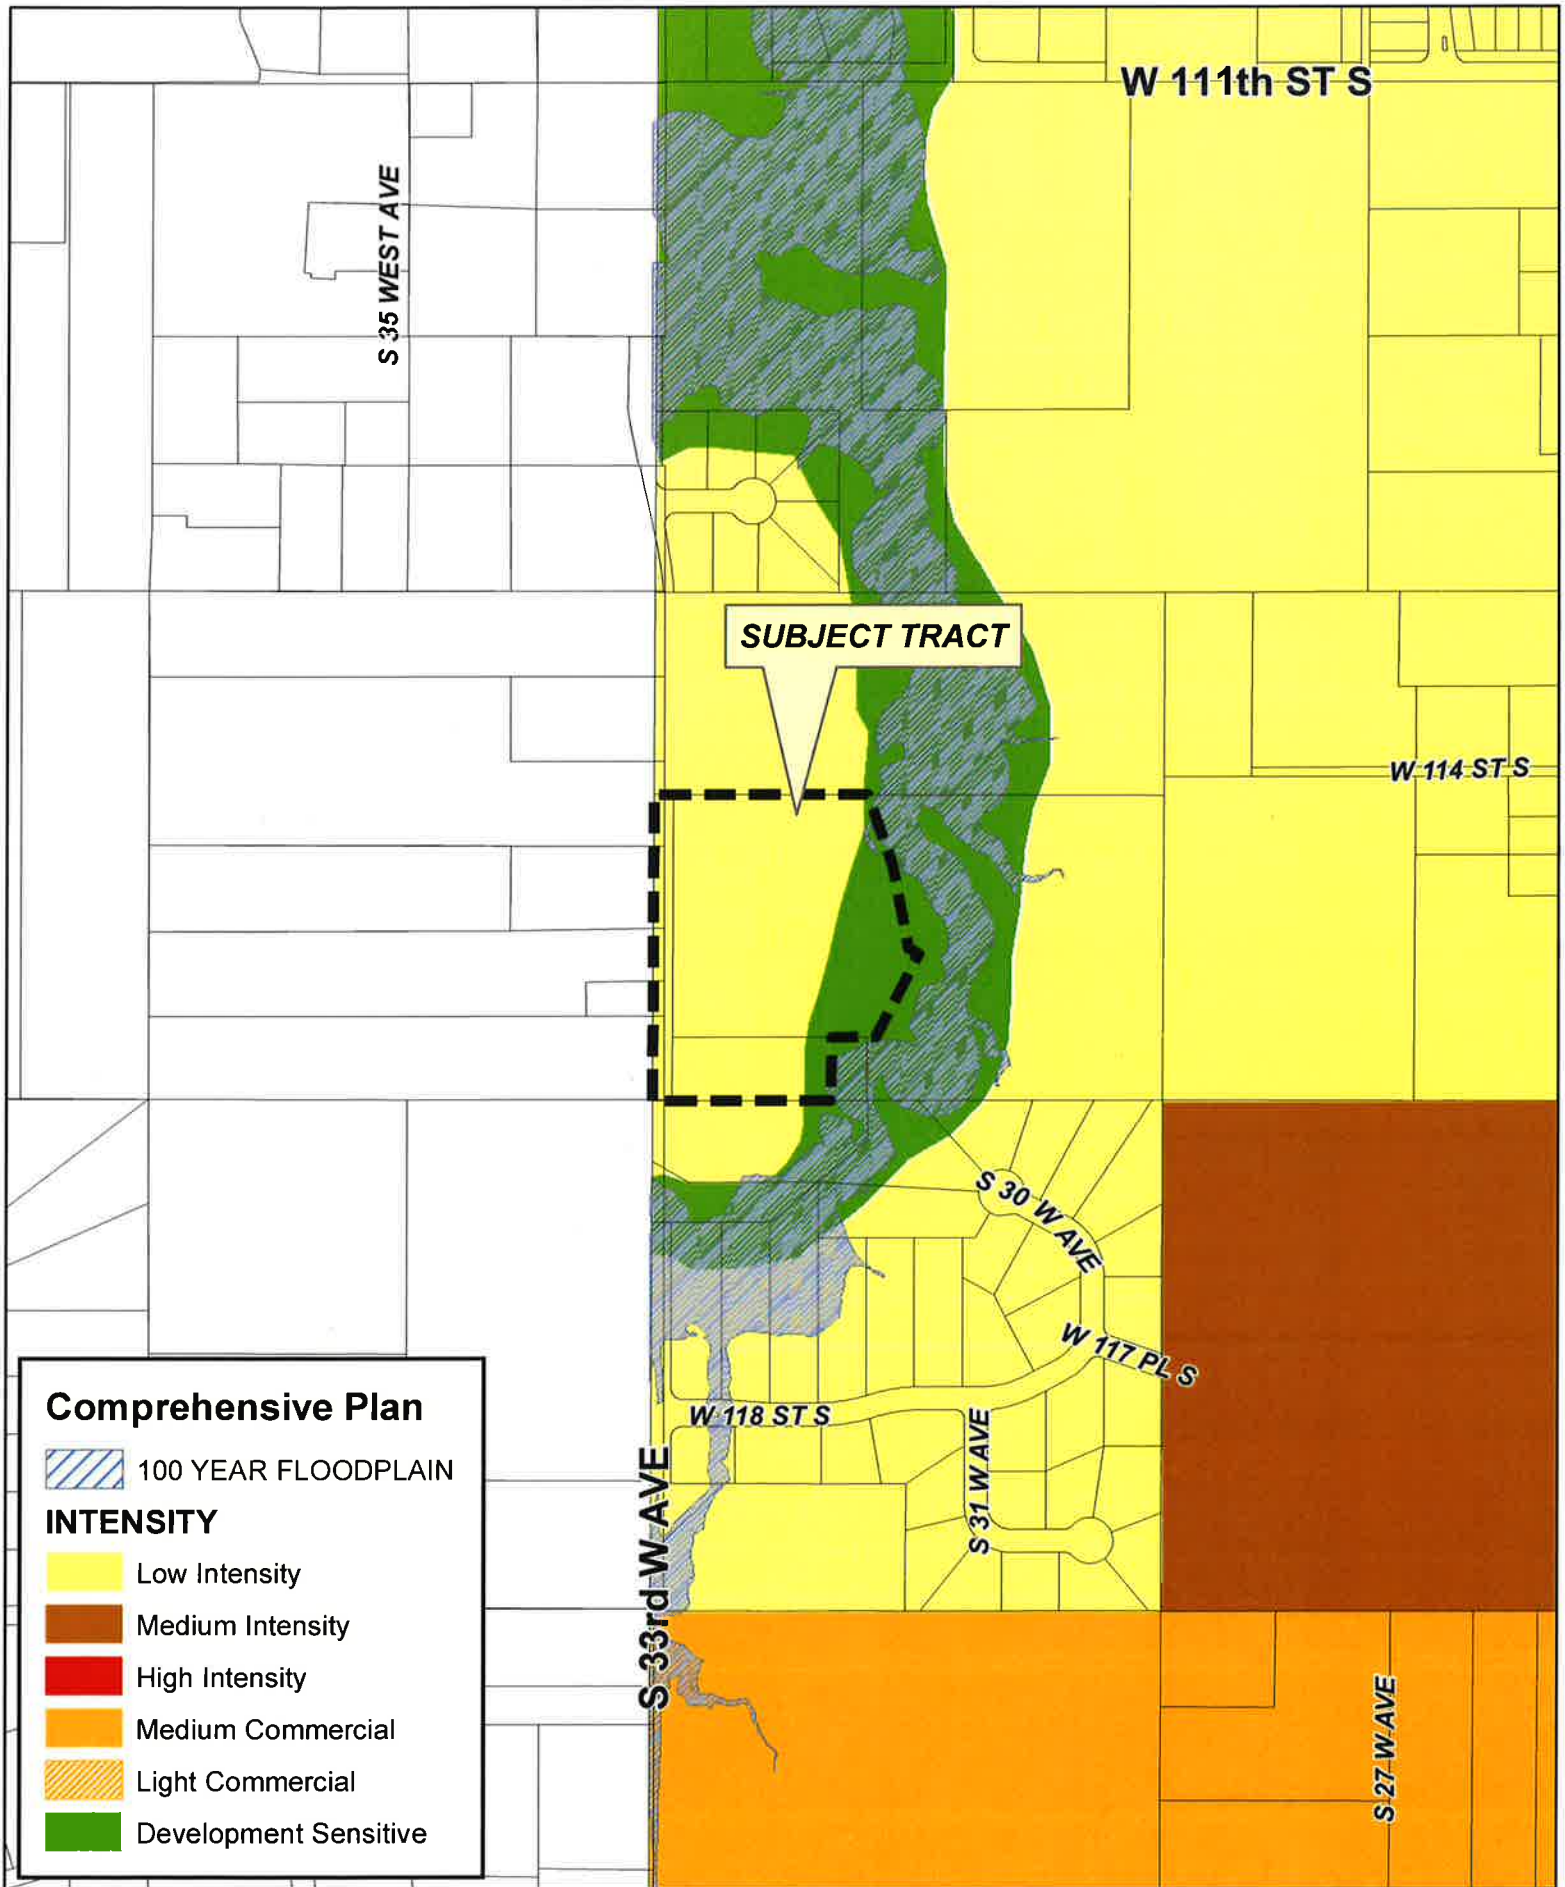 W 111th ST S
S 35 WEST AVE
SUBJECT TRACT
W 114 ST S
S 30 W AVE
W 117 PL S
W 118 ST S
S 31 W AVE
S 33rd W AVE
S 27 W AVE
Comprehensive Plan
100 YEAR FLOODPLAIN
INTENSITY
Low Intensity
Medium Intensity
High Intensity
Medium Commercial
Light Commercial
Development Sensitive